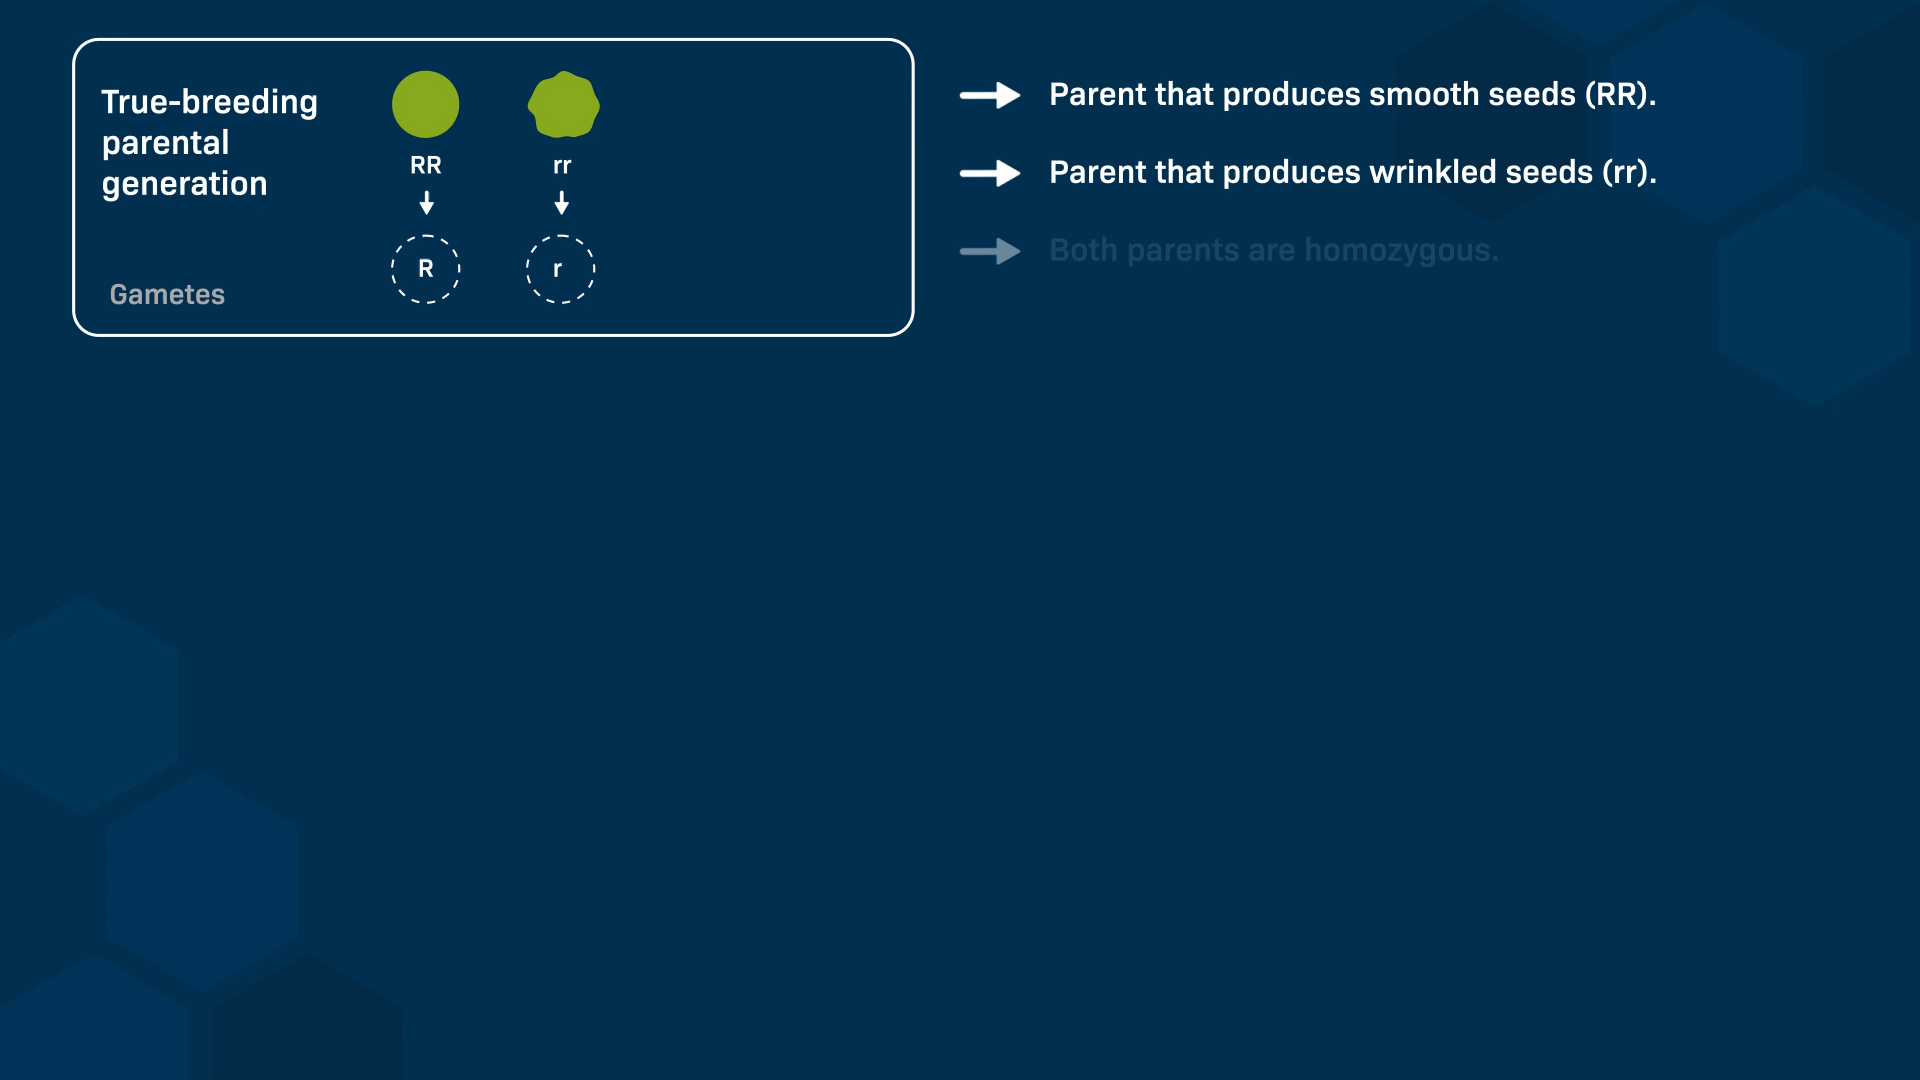 True-breeding
parental
generation
RR
rr
R
r
Gametes
Parent that produces smooth seeds (RR).
Parent that produces wrinkled seeds (rr).
Both parents are homozygous.